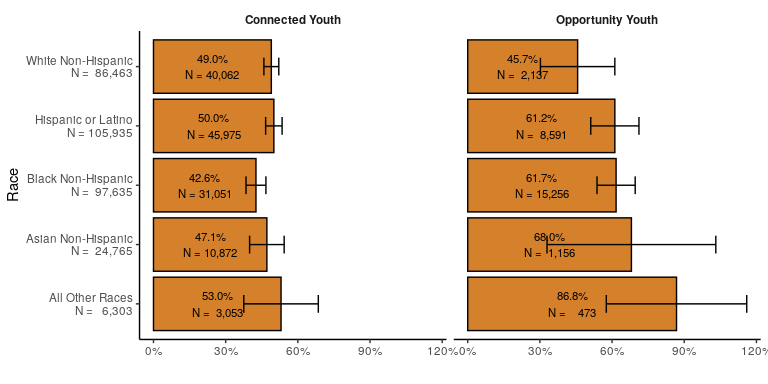 Connected Youth
Opportunity Youth
Race
White Non-Hispanic
N = 86,463
Hispanic or Latino
N = 105,935
Black Non-Hispanic
N = 97,635
Asian Non-Hispanic
N = 24,765
All Other Races
N = 6,303
49.0%
N = 40,062
50.0%
N = 45,975
42.6%
N = 31,051
47.1%
N = 10,872
53.0%
N = 3,053
45.7%
N = 2,137
61.2%
N = 8,591
61.7%
N = 15,256
68.0%
N = 1,156
86.8%
N = 473
0% 30% 60% 90% 120%
0% 30% 60% 90% 120%